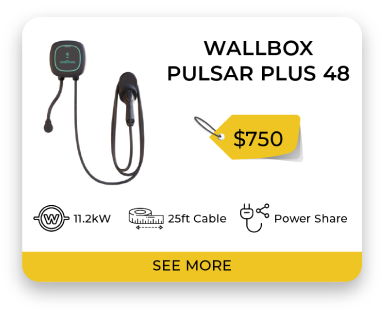 WALLBOX
PULSAR PLUS 48
$750
W
11.2kW
25ft Cable
Power Share
SEE MORE